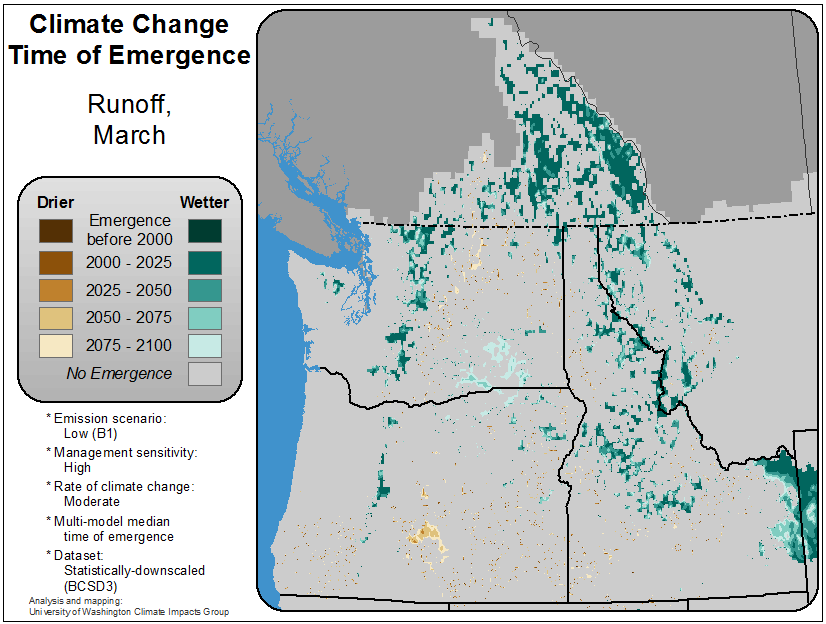 Climate Change
Time of Emergence
Runoff,
March
Drier Wetter
Emergence
before 2000
2000 - 2025
2025 - 2050
2050 - 2075
2075 - 2100
No Emergence
* Emission scenario:
Low (B1)
* Management sensitivity:
High
* Rate of climate change:
Moderate
* Multi-model median
time of emergence
* Dataset:
Statistically-downscaled
(BCSD3)
Analysis and mapping:
University of Washington Climate Impacts Group